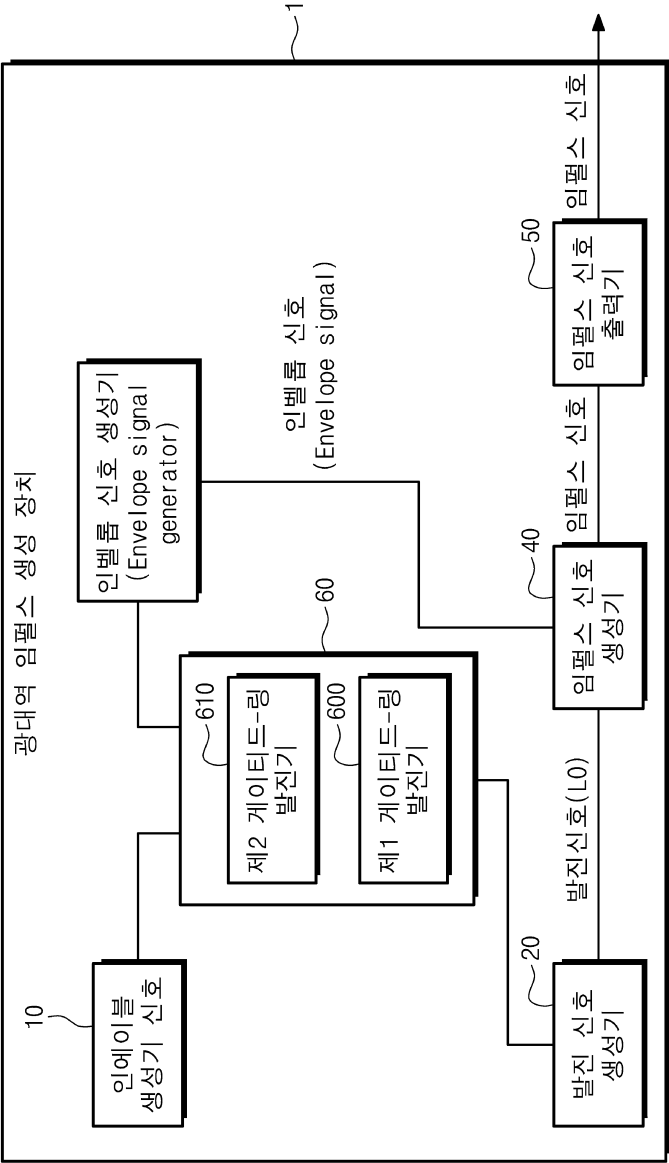 광대역 임펄스 생성 장치
1
10
인에이블
생성기 신호
610
제2 게이티드-링
발진기
600
제1 게이티드-링
발진기
60
인벨롭 신호 생성기
(Envelope signal
generator)
인벨롭 신호
(Envelope signal)
20
발진 신호
생성기
발진신호(LO)
40
임펄스 신호
생성기
임펄스 신호
50
임펄스 신호
출력기
임펄스 신호